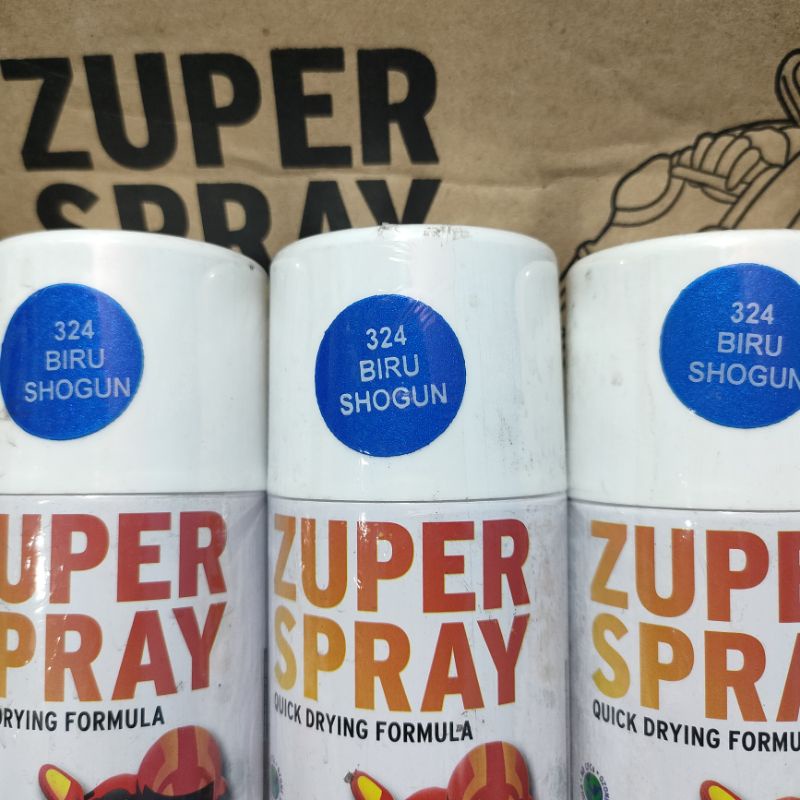 ZUPER
SPRAY
324
BIRU
SHOGUN
324
BIRU
SHOGUN
324
BIRU
SHOGUN
UPER
PRAY
DRYING FORMULA
ZUPER
SPRAY
QUICK DRYING FORMULA
ZUPE
SPRA
QUICK DRYING FORMU